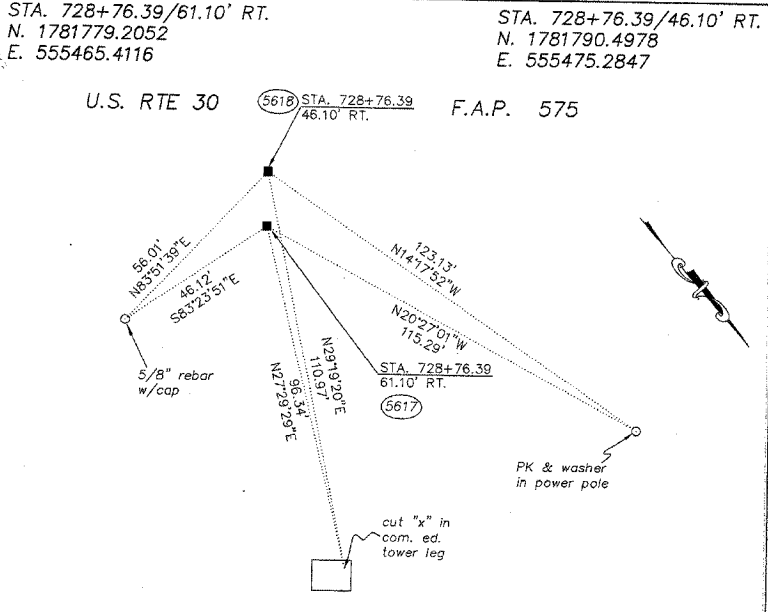 STA. 728+76.39/61.10' RT.
N. 1781779.2052
E. 555465.4116
STA. 728+76.39/46.10' RT.
N. 1781790.4978
E. 555475.2847
U.S. RTE 30
5618
STA. 728+76.39
46.10' RT.
F.A.P. 575
56.01'
N83°51'39"E
46.12'
S83°23'51"E
123.13'
N14°17'52"W
N20°27'01"W
115.29'
N29°19'20"E
110.97'
96.34'
N27°29'29"E
5/8" rebar
w/cap
STA. 728+76.39
61.10' RT.
5617
PK & washer
in power pole
cut "x" in
com. ed.
tower leg